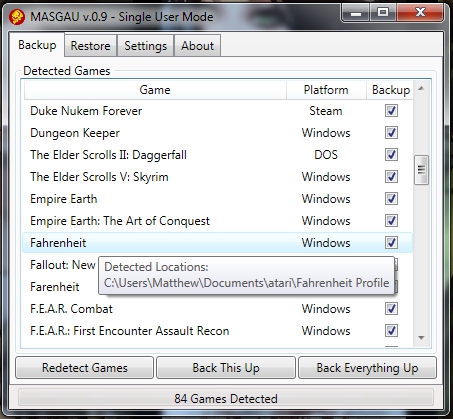 MASGAU v.0.9 - Single User Mode
Backup Restore Settings About
Detected Games
Game Platform Backup
Duke Nukem Forever Steam
Dungeon Keeper Windows
The Elder Scrolls II: Daggerfall DOS
The Elder Scrolls V: Skyrim Windows
Empire Earth Windows
Empire Earth: The Art of Conquest Windows
Fahrenheit Windows
Fallout: New
Detected Locations:
C:\Users\Matthew\Documents\atari\Fahrenheit Profile
Farenheit
F.E.A.R. Combat Windows
F.E.A.R.: First Encounter Assault Recon Windows
Redetect Games Back This Up Back Everything Up
84 Games Detected